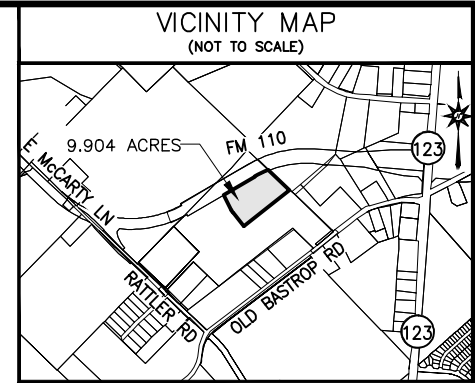 VICINITY MAP
(NOT TO SCALE)
9.904 ACRES
FM 110
123
E McCARTY LN
RATTLER RD
OLD BASTROP RD
123